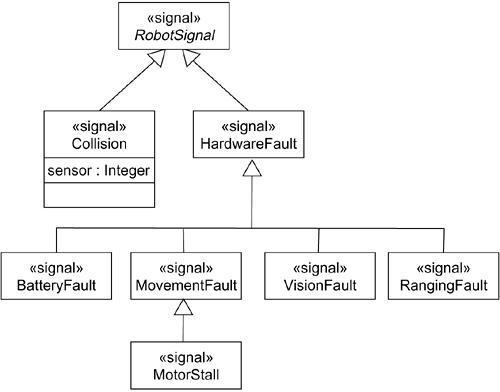 «signal»
RobotSignal
«signal»
Collision
sensor : Integer
«signal»
HardwareFault
«signal»
BatteryFault
«signal»
MovementFault
«signal»
VisionFault
«signal»
RangingFault
«signal»
MotorStall